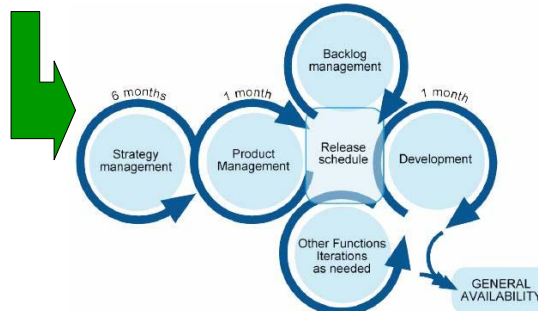 Backlog
management
6 months
1 month
1 month
Strategy
management
Product
Management
Release
schedule
Development
Other Functions
Iterations
as needed
GENERAL
AVAILABILITY